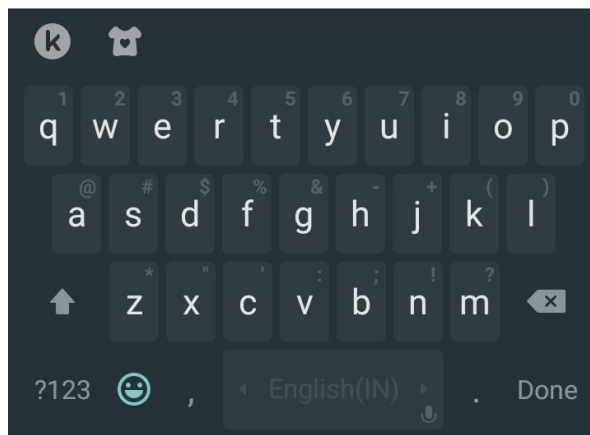 k
1 2 3 4 5 6 7 8 9 0
q w e r t y u i o p
@ # $ % & - + ( )
a s d f g h j k l
* " ' : ; ! ?
z x c v b n m
?123 , English(IN) . Done